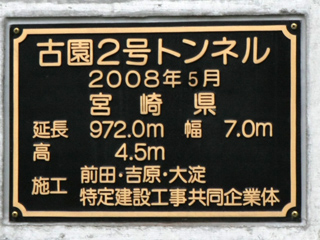 古園2号トンネル
2008年5月
宮崎県
延長 972.0m 幅 7.0m
高 4.5m
施工 前田・吉原・大淀
特定建設工事共同企業体